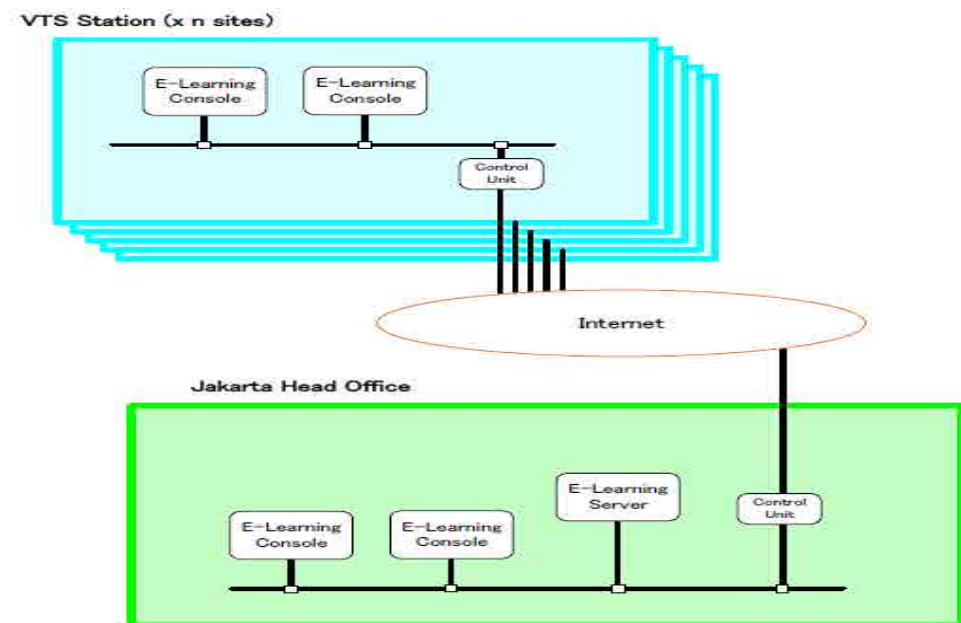 VTS Station (x n sites)
E-Learning
Console
E-Learning
Console
Control
Unit
Internet
Jakarta Head Office
E-Learning
Server
Control
Unit
E-Learning
Console
E-Learning
Console